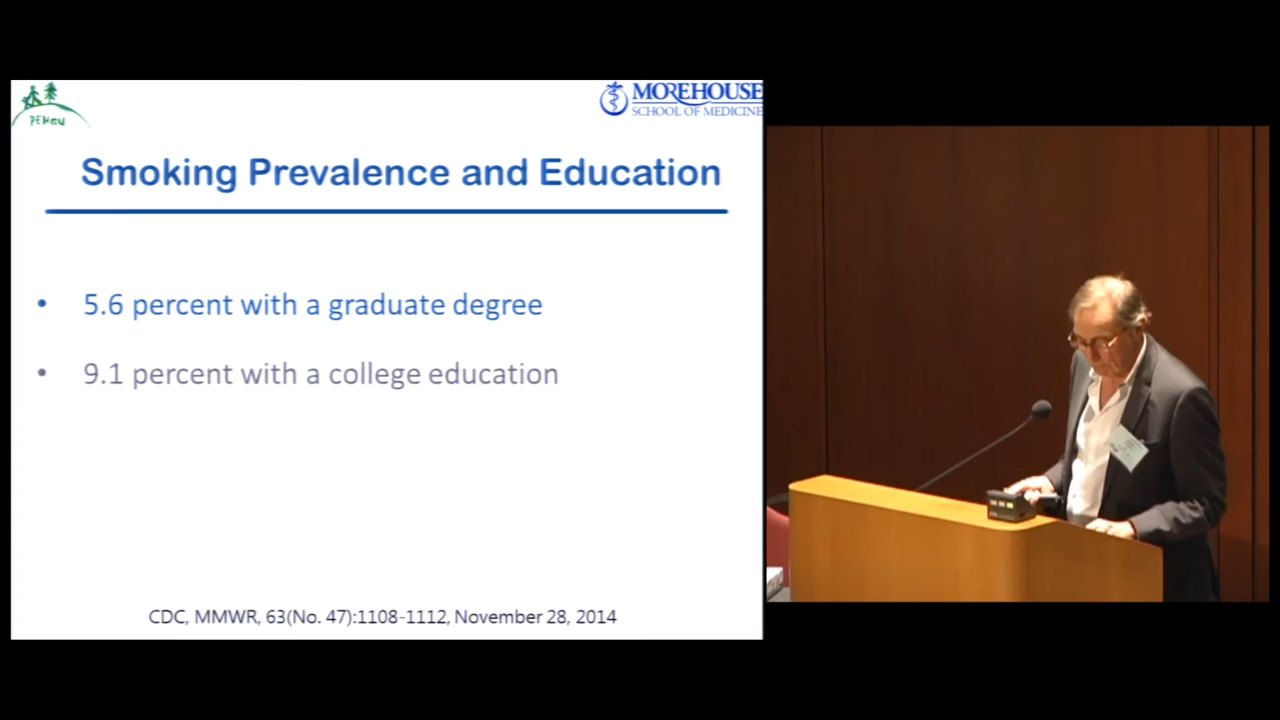 PEHSU
MOREHOUSE
SCHOOL OF MEDICINE
Smoking Prevalence and Education
• 5.6 percent with a graduate degree
• 9.1 percent with a college education
CDC, MMWR, 63(No. 47):1108-1112, November 28, 2014